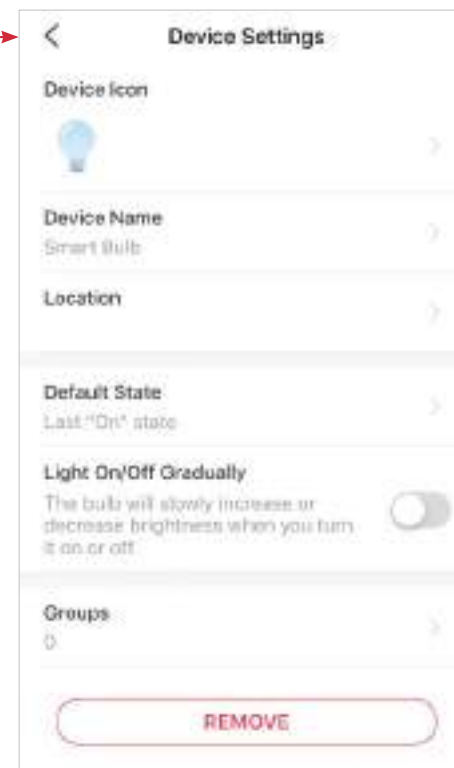 Device Settings
Device Icon
Device Name
Smart Bulb
Location
Default State
Last "On" state
Light On/Off Gradually
The bulb will slowly increase or
decrease brightness when you turn
it on or off
Groups
0
REMOVE